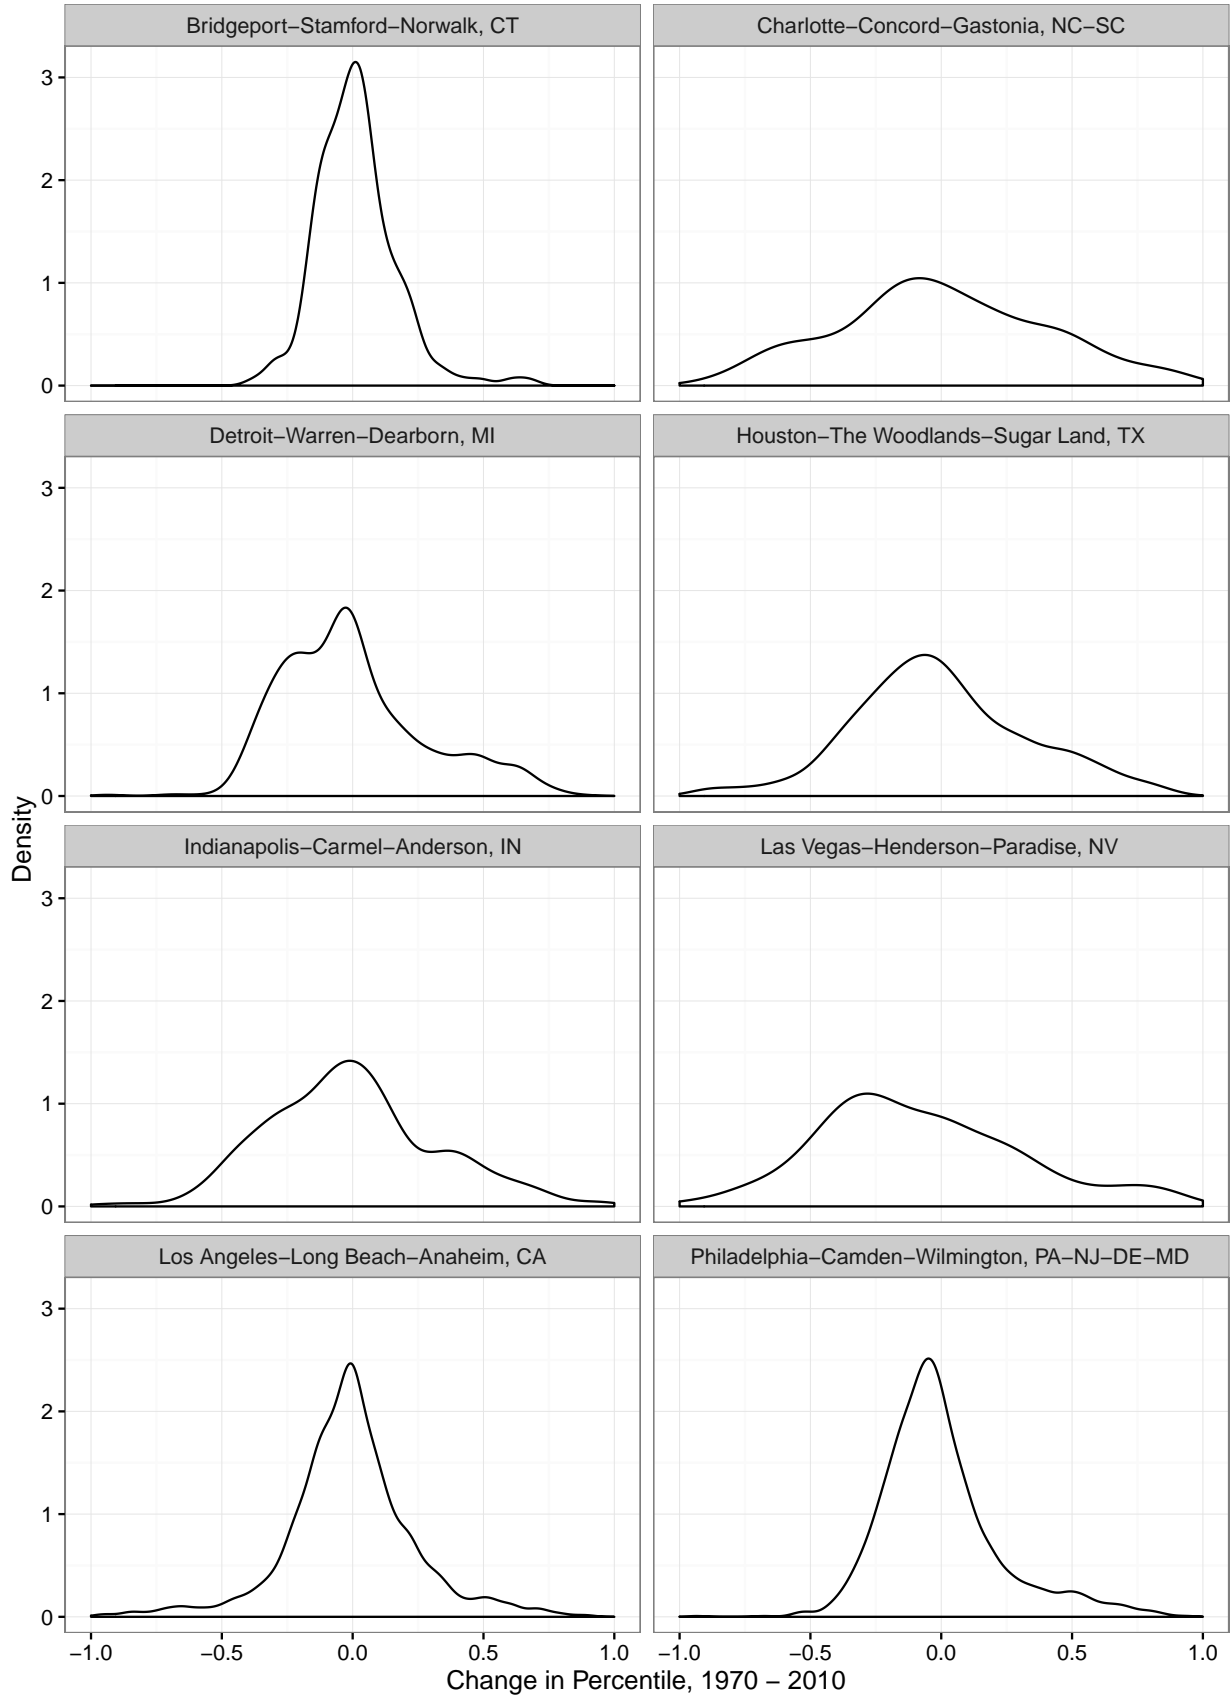 Bridgeport−Stamford−Norwalk, CT
Charlotte−Concord−Gastonia, NC−SC
3
2
1
0
Detroit−Warren−Dearborn, MI
Houston−The Woodlands−Sugar Land, TX
3
2
1
0
Density
Indianapolis−Carmel−Anderson, IN
Las Vegas−Henderson−Paradise, NV
3
2
1
0
Los Angeles−Long Beach−Anaheim, CA
Philadelphia−Camden−Wilmington, PA−NJ−DE−MD
3
2
1
0
−1.0 −0.5 0.0 0.5 1.0
−1.0 −0.5 0.0 0.5 1.0
Change in Percentile, 1970 − 2010